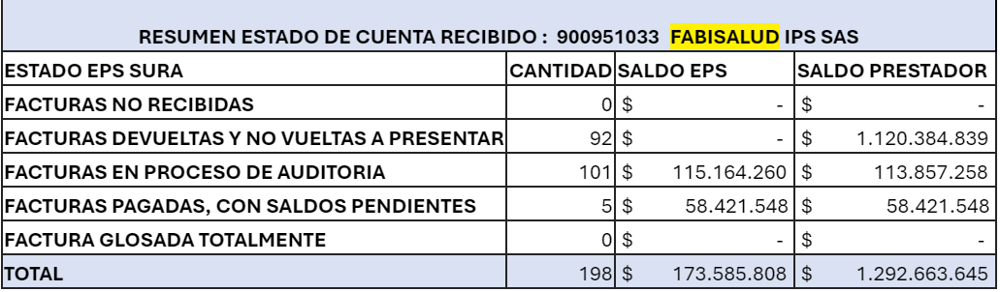 RESUMEN ESTADO DE CUENTA RECIBIDO : 900951033 FABISALUD IPS SAS
ESTADO EPS SURA CANTIDAD SALDO EPS SALDO PRESTADOR
FACTURAS NO RECIBIDAS 0 $ - $ -
FACTURAS DEVUELTAS Y NO VUELTAS A PRESENTAR 92 $ - $ 1.120.384.839
FACTURAS EN PROCESO DE AUDITORIA 101 $ 115.164.260 $ 113.857.258
FACTURAS PAGADAS, CON SALDOS PENDIENTES 5 $ 58.421.548 $ 58.421.548
FACTURA GLOSADA TOTALMENTE 0 $ - $ -
TOTAL 198 $ 173.585.808 $ 1.292.663.645